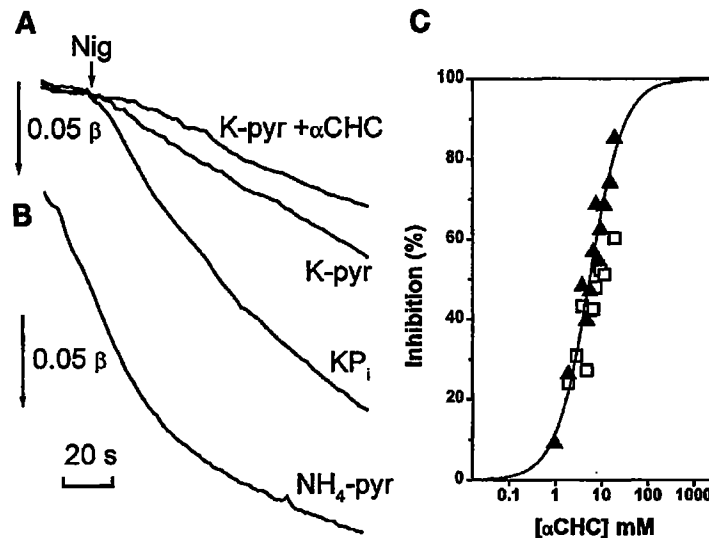 A
Nig
0.05 β
K-pyr +αCHC
K-pyr
KPi
B
0.05 β
20 s
NH4-pyr
C
Inhibition (%)
100
80
60
40
20
0
0.1
1
10
100
1000
[αCHC] mM